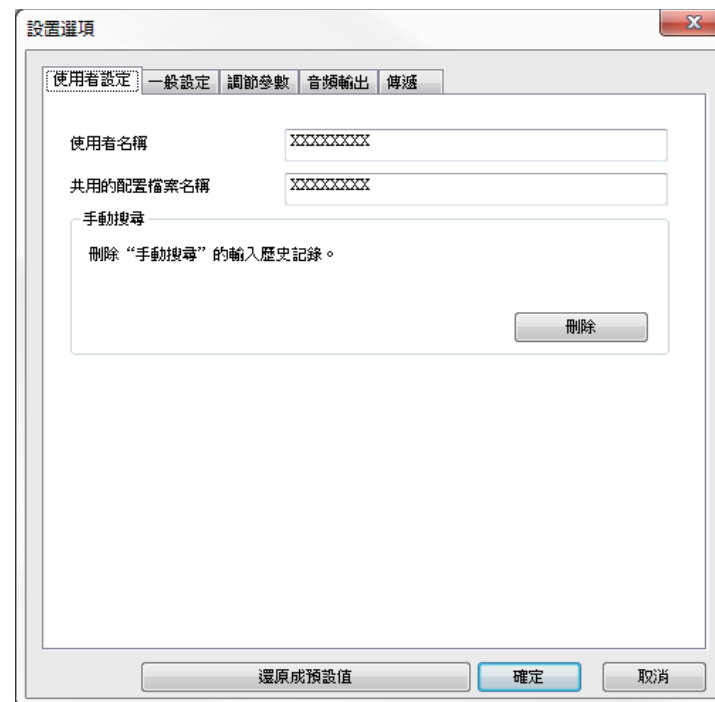 設置選項
使用者設定 一般設定 調節參數 音頻輸出 傳遞
使用者名稱 XXXXXXXXX
共用的配置檔案名稱 XXXXXXXXX
手動搜尋
刪除“手動搜尋”的輸入歷史記錄。
刪除
還原成預設值 確定 取消